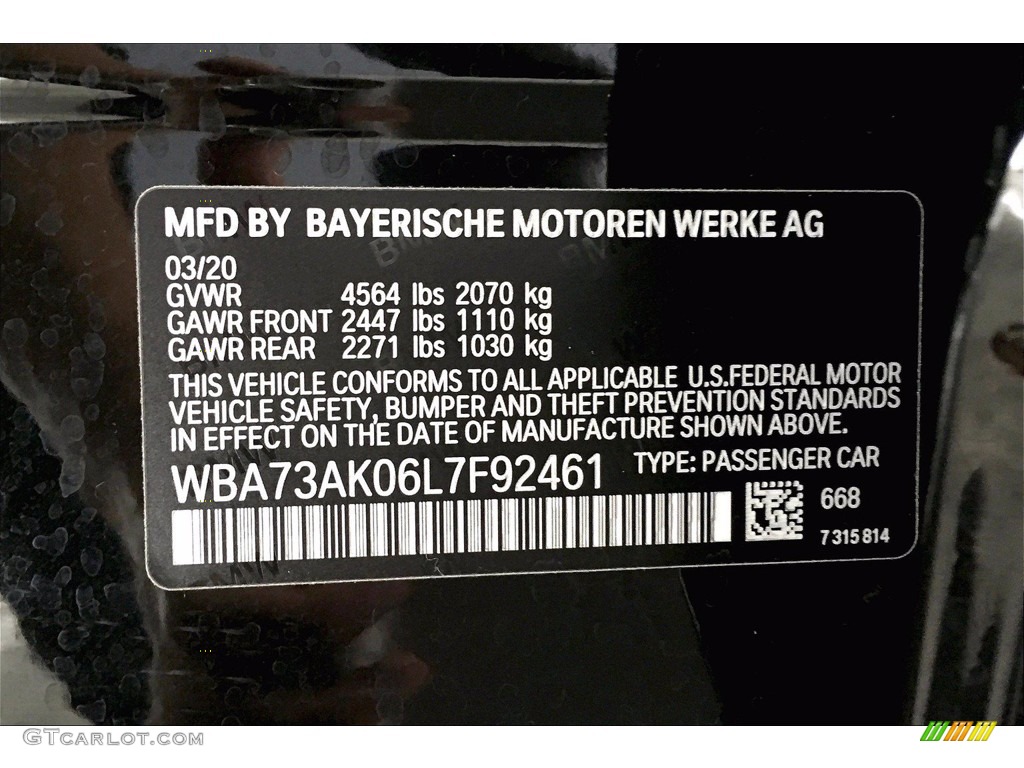 MFD BY BAYERISCHE MOTOREN WERKE AG
03/20
GVWR 4564 lbs 2070 kg
GAWR FRONT 2447 lbs 1110 kg
GAWR REAR 2271 lbs 1030 kg
THIS VEHICLE CONFORMS TO ALL APPLICABLE U.S.FEDERAL MOTOR
VEHICLE SAFETY, BUMPER AND THEFT PREVENTION STANDARDS
IN EFFECT ON THE DATE OF MANUFACTURE SHOWN ABOVE.
WBA73AK06L7F92461 TYPE: PASSENGER CAR
668
7 315 814
GTcarlot.com